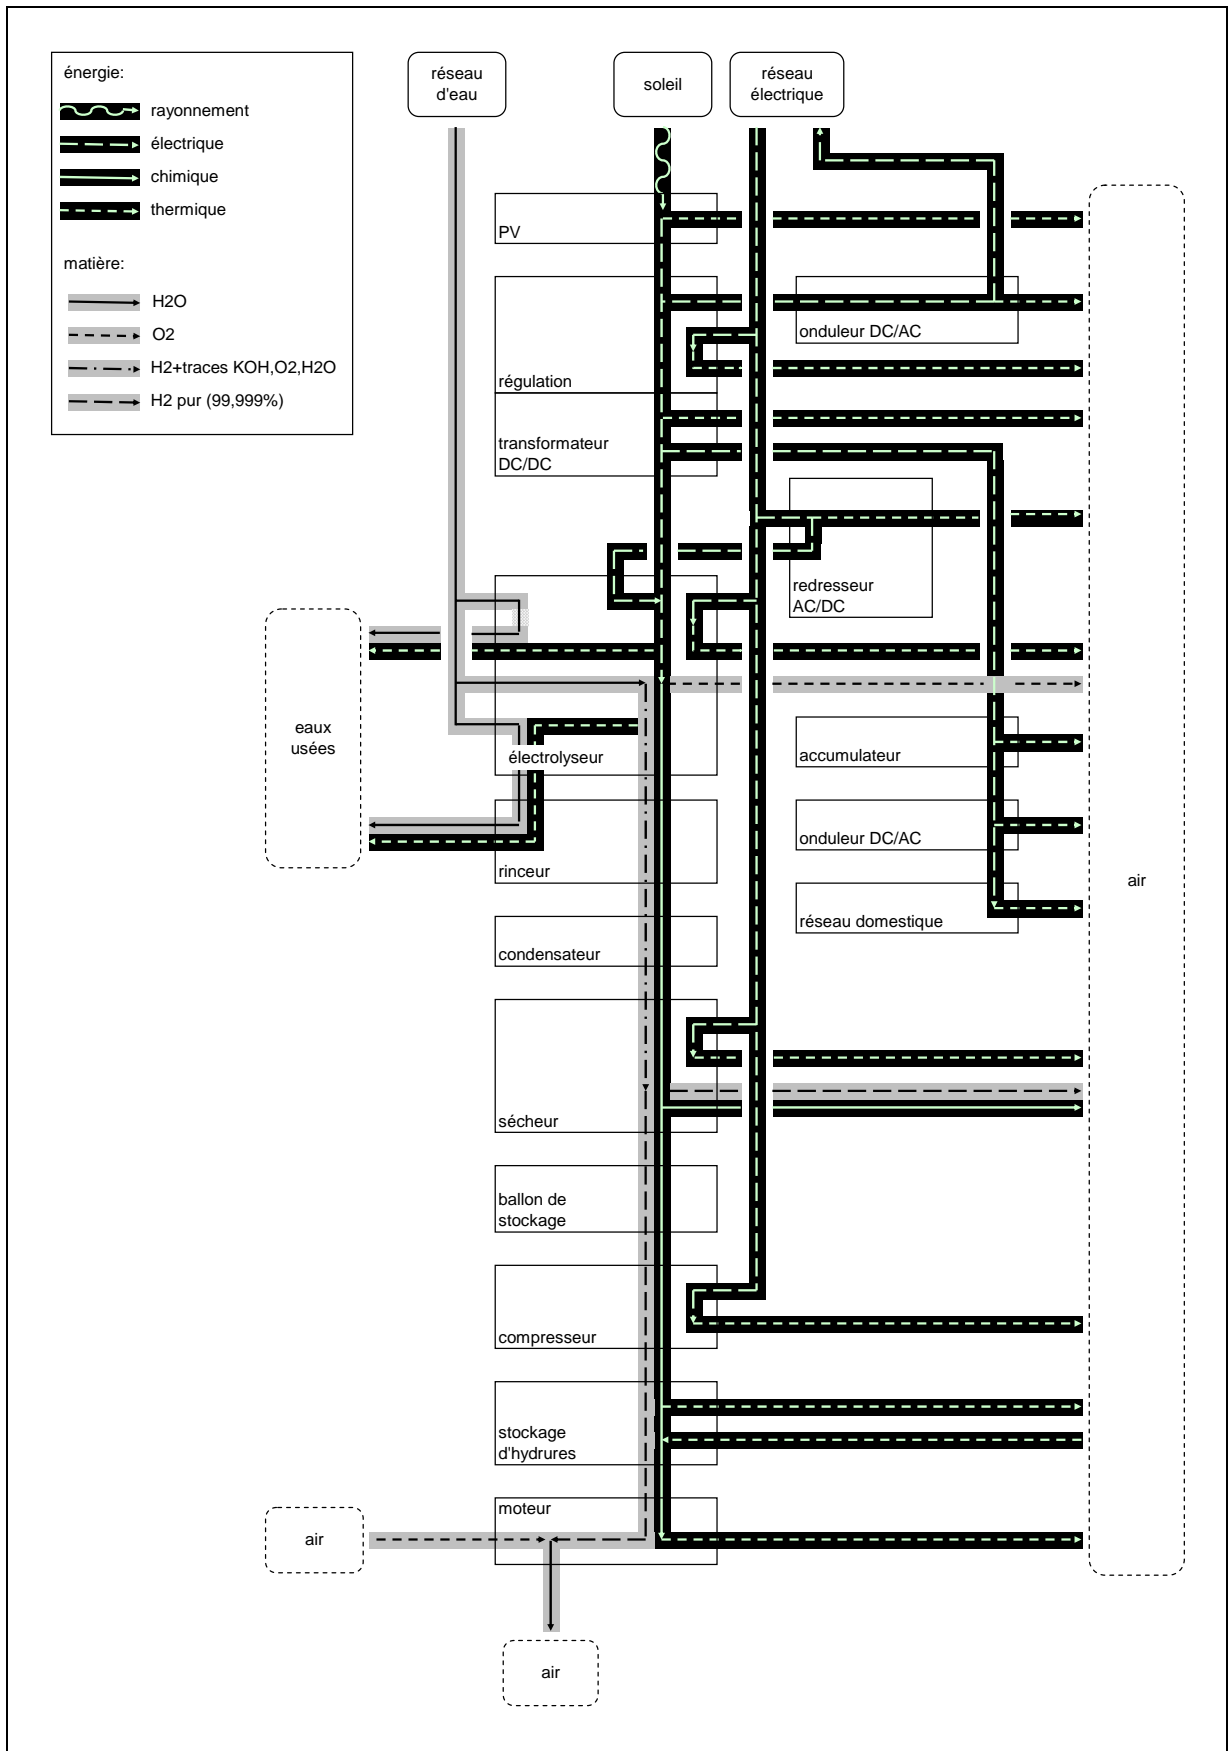 énergie:
rayonnement
électrique
chimique
thermique
matière:
H2O
O2
H2+traces KOH,O2,H2O
H2 pur (99,999%)
réseau
d'eau
soleil
réseau
électrique
PV
régulation
onduleur DC/AC
transformateur
DC/DC
redresseur
AC/DC
eaux
usées
électrolyseur
accumulateur
onduleur DC/AC
rinceur
réseau domestique
air
condensateur
sécheur
ballon de
stockage
compresseur
stockage
d'hydrures
moteur
air
air